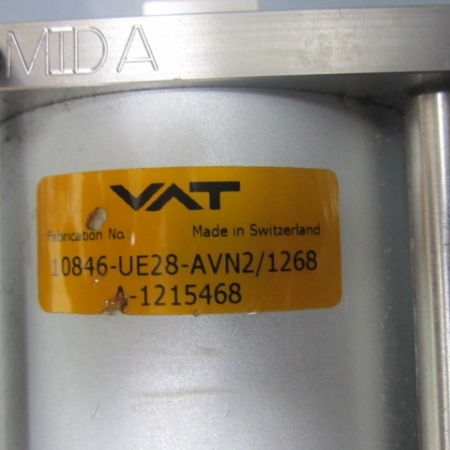 MIDA
VAT
Fabrication No.: Made in Switzerland
10846-UE28-AVN2/1268
A-1215468